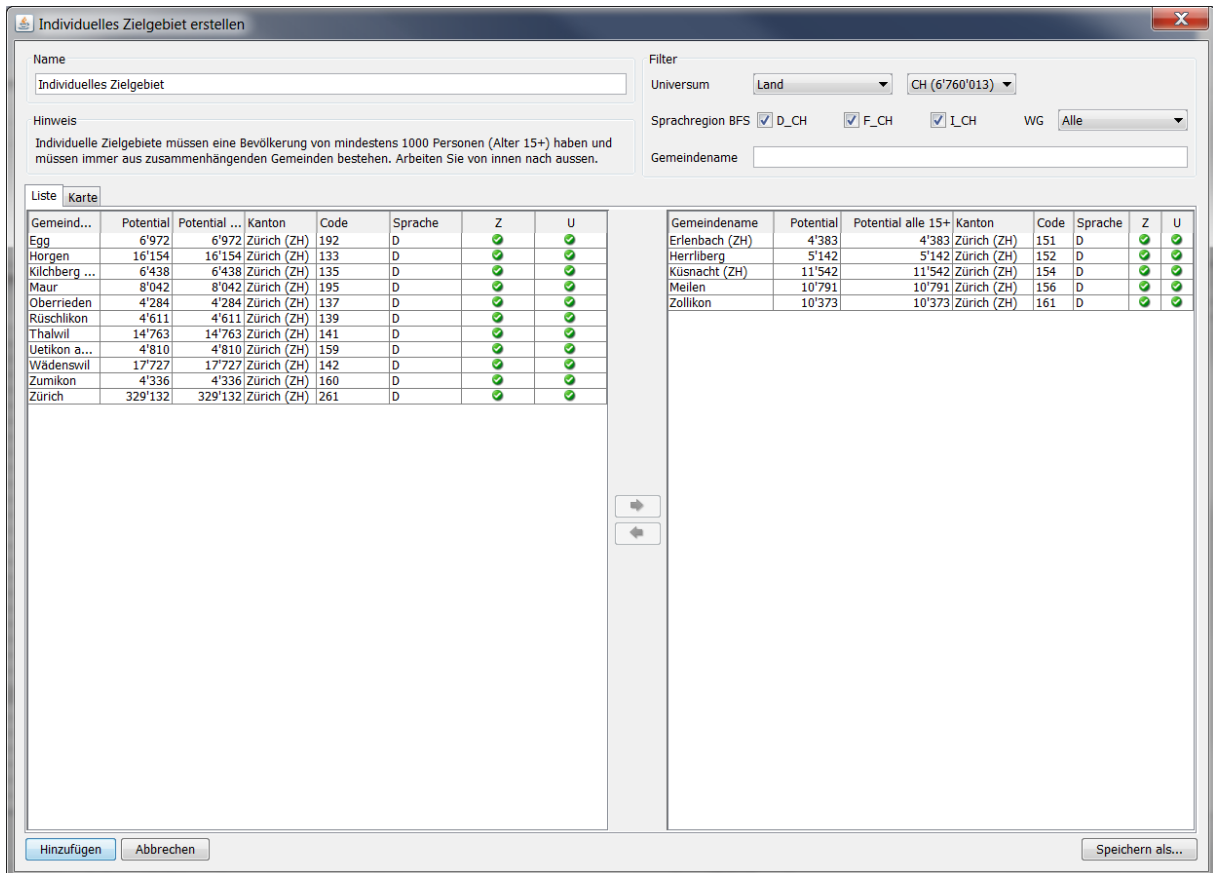 Individuelles Zielgebiet erstellen
Name
Individuelles Zielgebiet
Hinweis
Individuelle Zielgebiete müssen eine Bevölkerung von mindestens 1000 Personen (Alter 15+) haben und
müssen immer aus zusammenhängenden Gemeinden bestehen. Arbeiten Sie von innen nach aussen.
Filter
Universum Land CH (6'760'013)
Sprachregion BFS D_CH F_CH I_CH WG Alle
Gemeindename
Liste Karte
Gemeind... Potential Potential ... Kanton Code Sprache Z U
Egg 6'972 6'972 Zürich (ZH) 192 D
Horgen 16'154 16'154 Zürich (ZH) 133 D
Kilchberg ... 6'438 6'438 Zürich (ZH) 135 D
Maur 8'042 8'042 Zürich (ZH) 195 D
Oberrieden 4'284 4'284 Zürich (ZH) 137 D
Rüschlikon 4'611 4'611 Zürich (ZH) 139 D
Thalwil 14'763 14'763 Zürich (ZH) 141 D
Uetikon a... 4'810 4'810 Zürich (ZH) 159 D
Wädenswil 17'727 17'727 Zürich (ZH) 142 D
Zumikon 4'336 4'336 Zürich (ZH) 160 D
Zürich 329'132 329'132 Zürich (ZH) 261 D
Gemeindename Potential Potential alle 15+ Kanton Code Sprache Z U
Erlenbach (ZH) 4'383 4'383 Zürich (ZH) 151 D
Herrliberg 5'142 5'142 Zürich (ZH) 152 D
Küsnacht (ZH) 11'542 11'542 Zürich (ZH) 154 D
Meilen 10'791 10'791 Zürich (ZH) 156 D
Zollikon 10'373 10'373 Zürich (ZH) 161 D
Hinzufügen Abbrechen Speichern als...